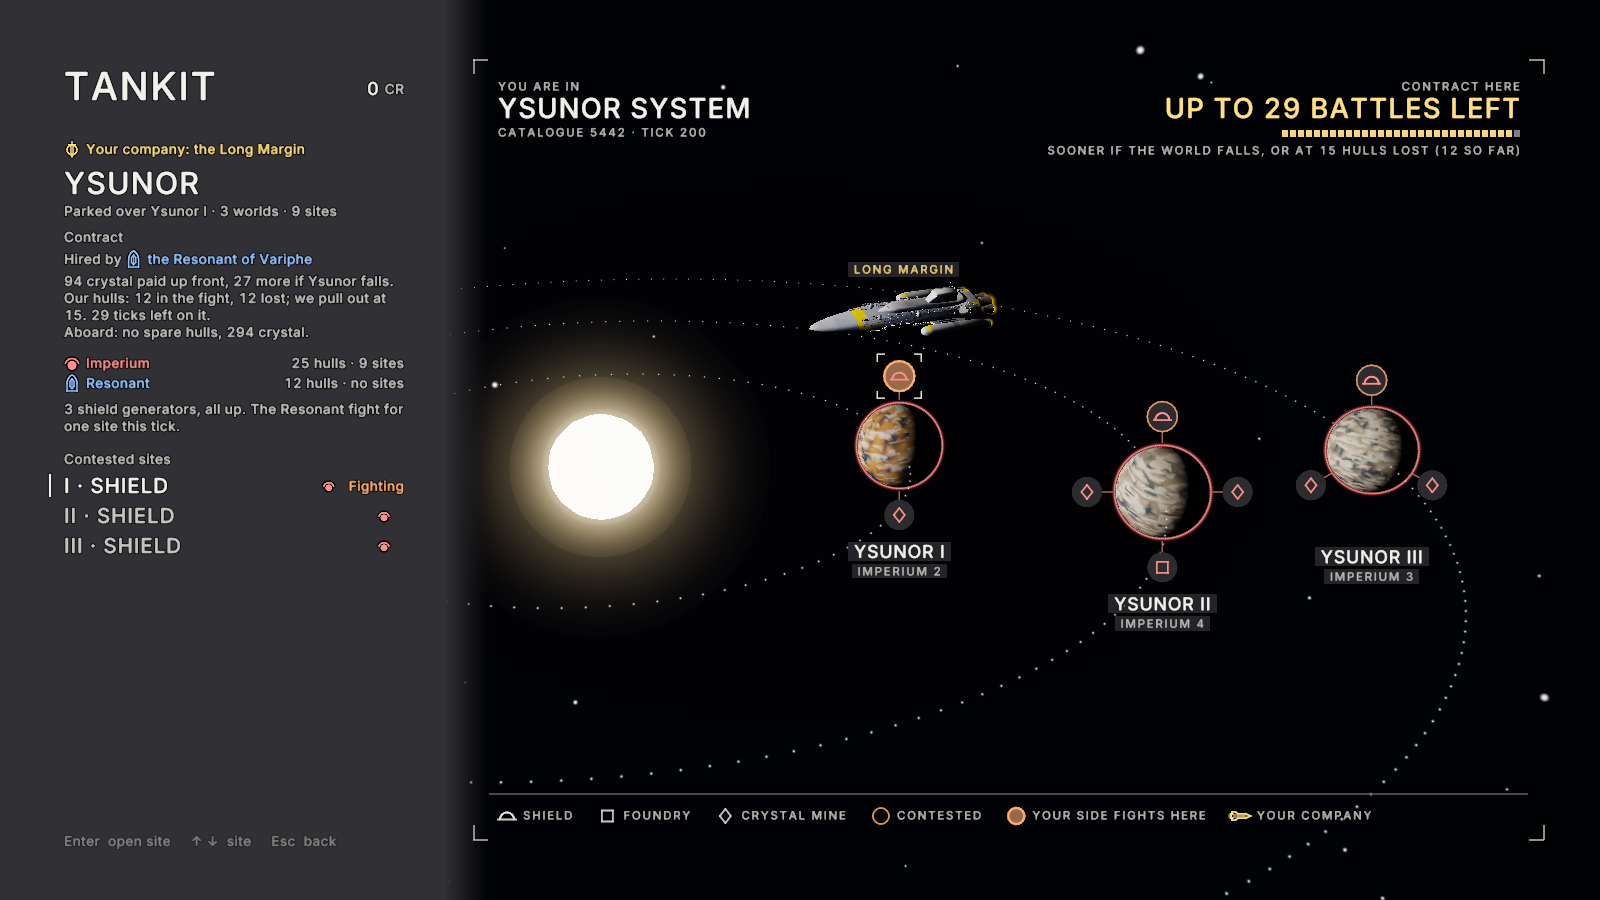 TANKIT
0 CR
Your company: the Long Margin
YSUNOR
Parked over Ysunor I · 3 worlds · 9 sites
Contract
Hired by the Resonant of Variphe
94 crystal paid up front, 27 more if Ysunor falls.
Our hulls: 12 in the fight, 12 lost; we pull out at
15. 29 ticks left on it.
Aboard: no spare hulls, 294 crystal.
Imperium 25 hulls · 9 sites
Resonant 12 hulls · no sites
3 shield generators, all up. The Resonant fight for
one site this tick.
Contested sites
I · SHIELD Fighting
II · SHIELD
III · SHIELD
Enter open site ↑ ↓ site Esc back
YOU ARE IN
YSUNOR SYSTEM
CATALOGUE 5442 · TICK 200
CONTRACT HERE
UP TO 29 BATTLES LEFT
SOONER IF THE WORLD FALLS, OR AT 15 HULLS LOST (12 SO FAR)
LONG MARGIN
YSUNOR I
IMPERIUM 2
YSUNOR II
IMPERIUM 4
YSUNOR III
IMPERIUM 3
SHIELD FOUNDRY CRYSTAL MINE CONTESTED YOUR SIDE FIGHTS HERE YOUR COMPANY